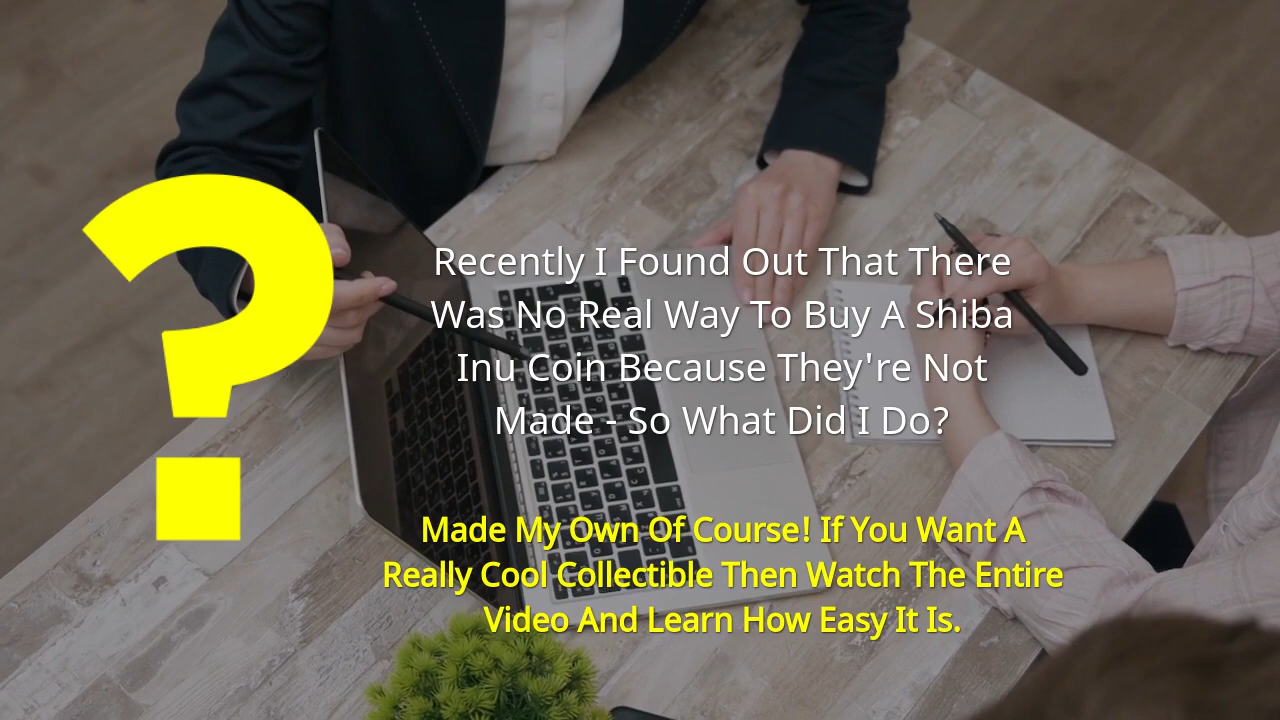 ?
Recently I Found Out That There
Was No Real Way To Buy A Shiba
Inu Coin Because They're Not
Made - So What Did I Do?
Made My Own Of Course! If You Want A
Really Cool Collectible Then Watch The Entire
Video And Learn How Easy It Is.